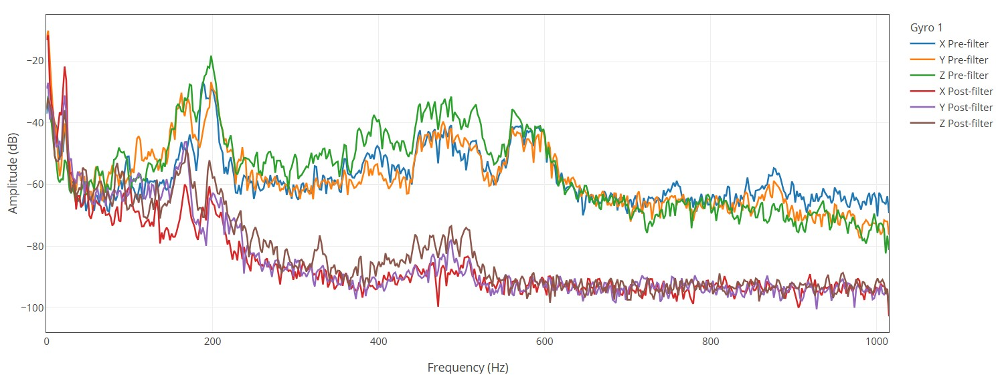 Gyro 1
X Pre-filter
Y Pre-filter
Z Pre-filter
X Post-filter
Y Post-filter
Z Post-filter
Amplitude (dB)
−20
−40
−60
−80
−100
0 200 400 600 800 1000
Frequency (Hz)